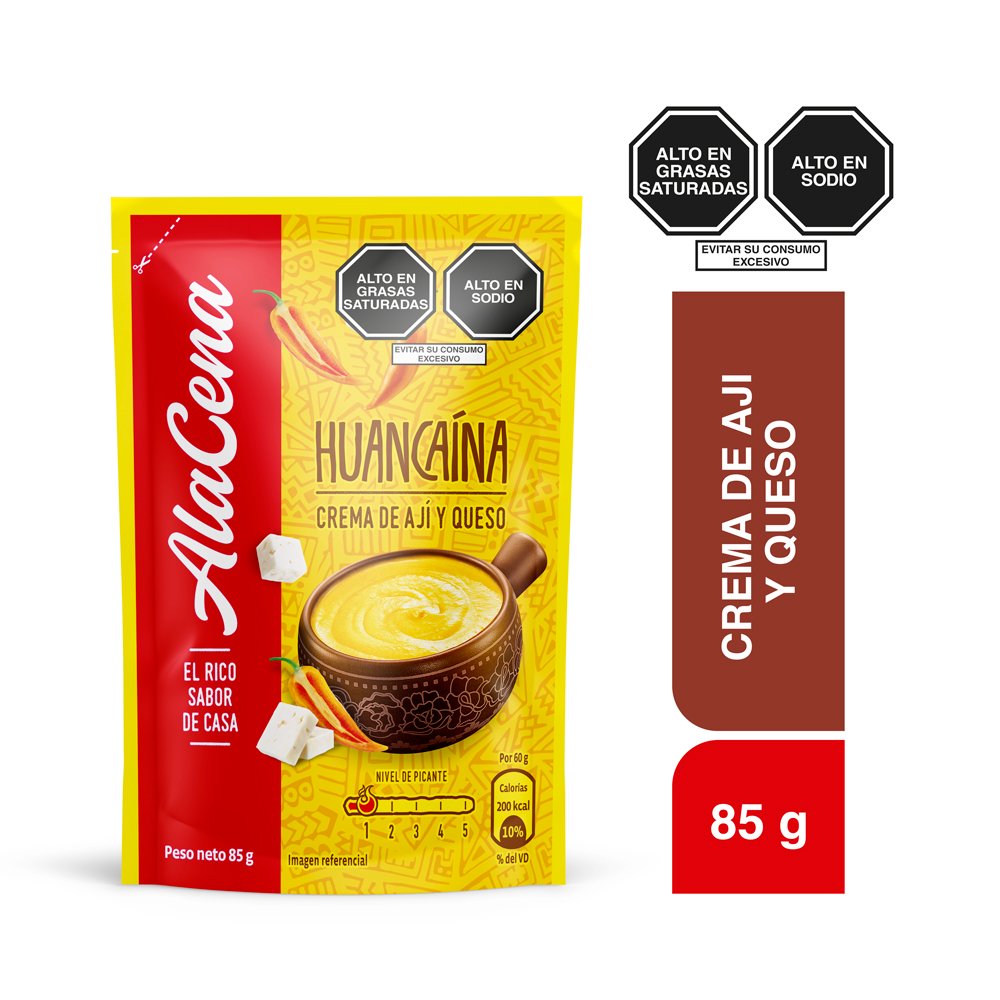 AlaCena
EL RICO
SABOR
DE CASA
Peso neto 85 g
ALTO EN
GRASAS
SATURADAS
ALTO EN
SODIO
EVITAR SU CONSUMO
EXCESIVO
HUANCAÍNA
CREMA DE AJÍ Y QUESO
NIVEL DE PICANTE
1 2 3 4 5
Imagen referencial
Por 60 g
Calorías
200 kcal
10%
% del VD
ALTO EN
GRASAS
SATURADAS
ALTO EN
SODIO
EVITAR SU CONSUMO
EXCESIVO
CREMA DE AJI
Y QUESO
85 g